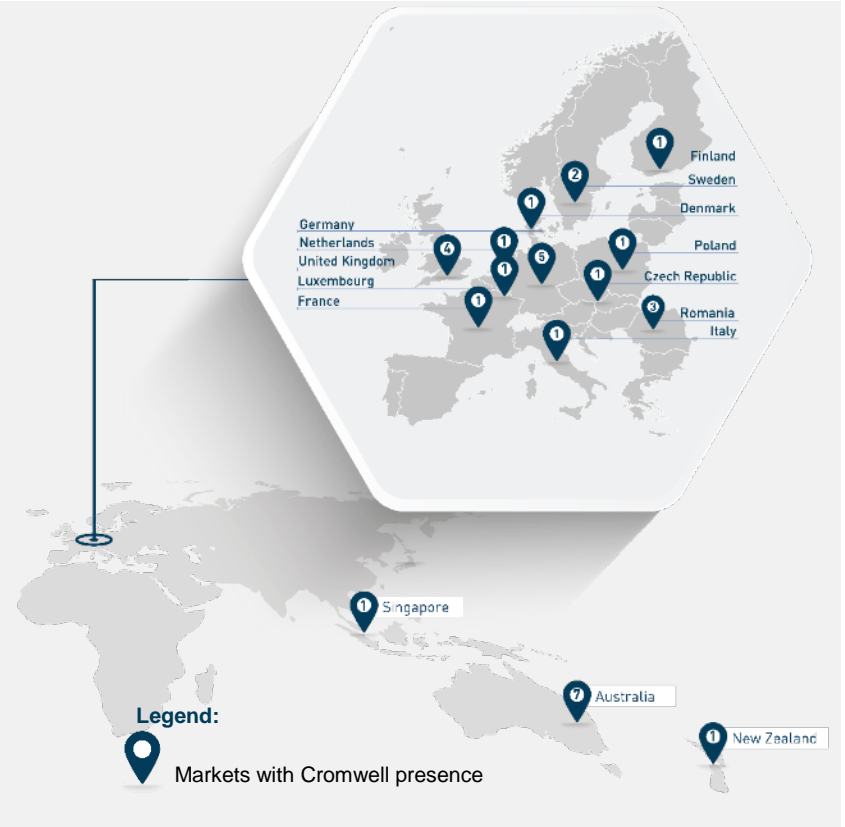 1
Finland
2
Sweden
1
Denmark
Germany
Netherlands
1
4
1
Poland
United Kingdom
5
1
1
Czech Republic
Luxembourg
France
1
3
Romania
1
Italy
1
Singapore
7
Australia
1
New Zealand
Legend:
Markets with Cromwell presence